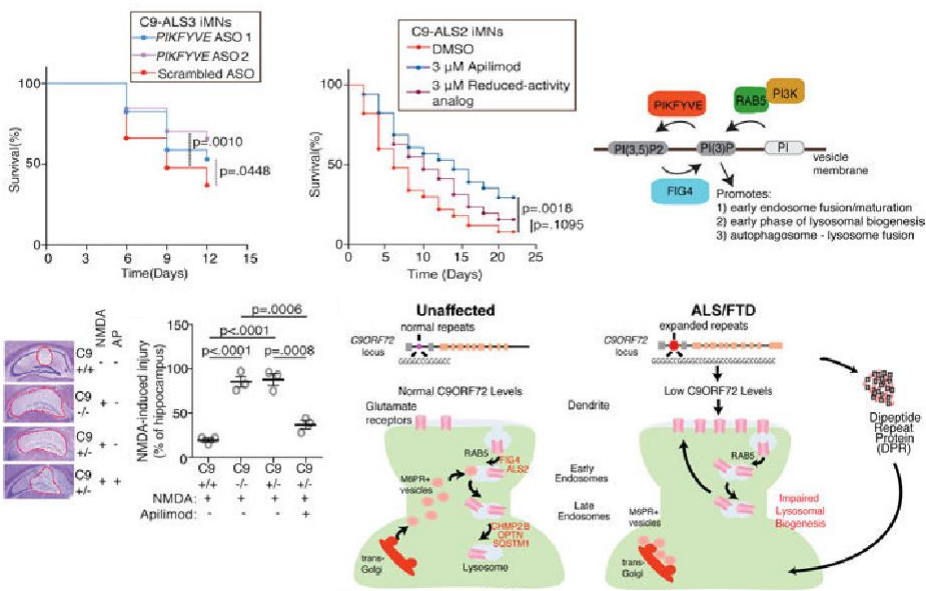 C9-ALS3 iMNs
PIKFYVE ASO 1
PIKFYVE ASO 2
Scrambled ASO
Survival(%)
100
50
0
p=.0010
p=.0448
0 3 6 9 12 15
Time(Days)
C9-ALS2 iMNs
DMSO
3 µM Apilimod
3 µM Reduced-activity
analog
Survival(%)
100
50
0
p=.0018
p=.1095
0 5 10 15 20 25
Time (Days)
PIKFYVE
RAB5
PI3K
PI(3,5)P2
PI(3)P
PI
vesicle
membrane
FIG4
Promotes:
1) early endosome fusion/maturation
2) early phase of lysosomal biogenesis
3) autophagosome - lysosome fusion
NMDA
AP
C9
+/+
- -
C9
-/-
+ -
C9
+/-
+ -
C9
+/-
+ +
NMDA-induced injury
(% of hippocampus)
150
100
50
0
p=.0006
p<.0001
p<.0001
p=.0008
C9 C9 C9 C9
+/+ -/- +/- +/-
NMDA: + + + +
Apilimod: - - - +
Unaffected
normal repeats
C9ORF72
locus
GGGGCCGGGGCC
Normal C9ORF72 Levels
Glutamate
receptors
RAB5
FIG4
ALS2
M6PR+
vesicles
CHMP2B
OPTN
SQSTM1
trans-
Golgi
Lysosome
Dendrite
Early
Endosomes
Late
Endosomes
ALS/FTD
expanded repeats
C9ORF72
locus
Low C9ORF72 Levels
RAB5
M6PR+
vesicles
trans-
Golgi
Impaired
Lysosomal
Biogenesis
Dipeptide
Repeat
Protein
(DPR)